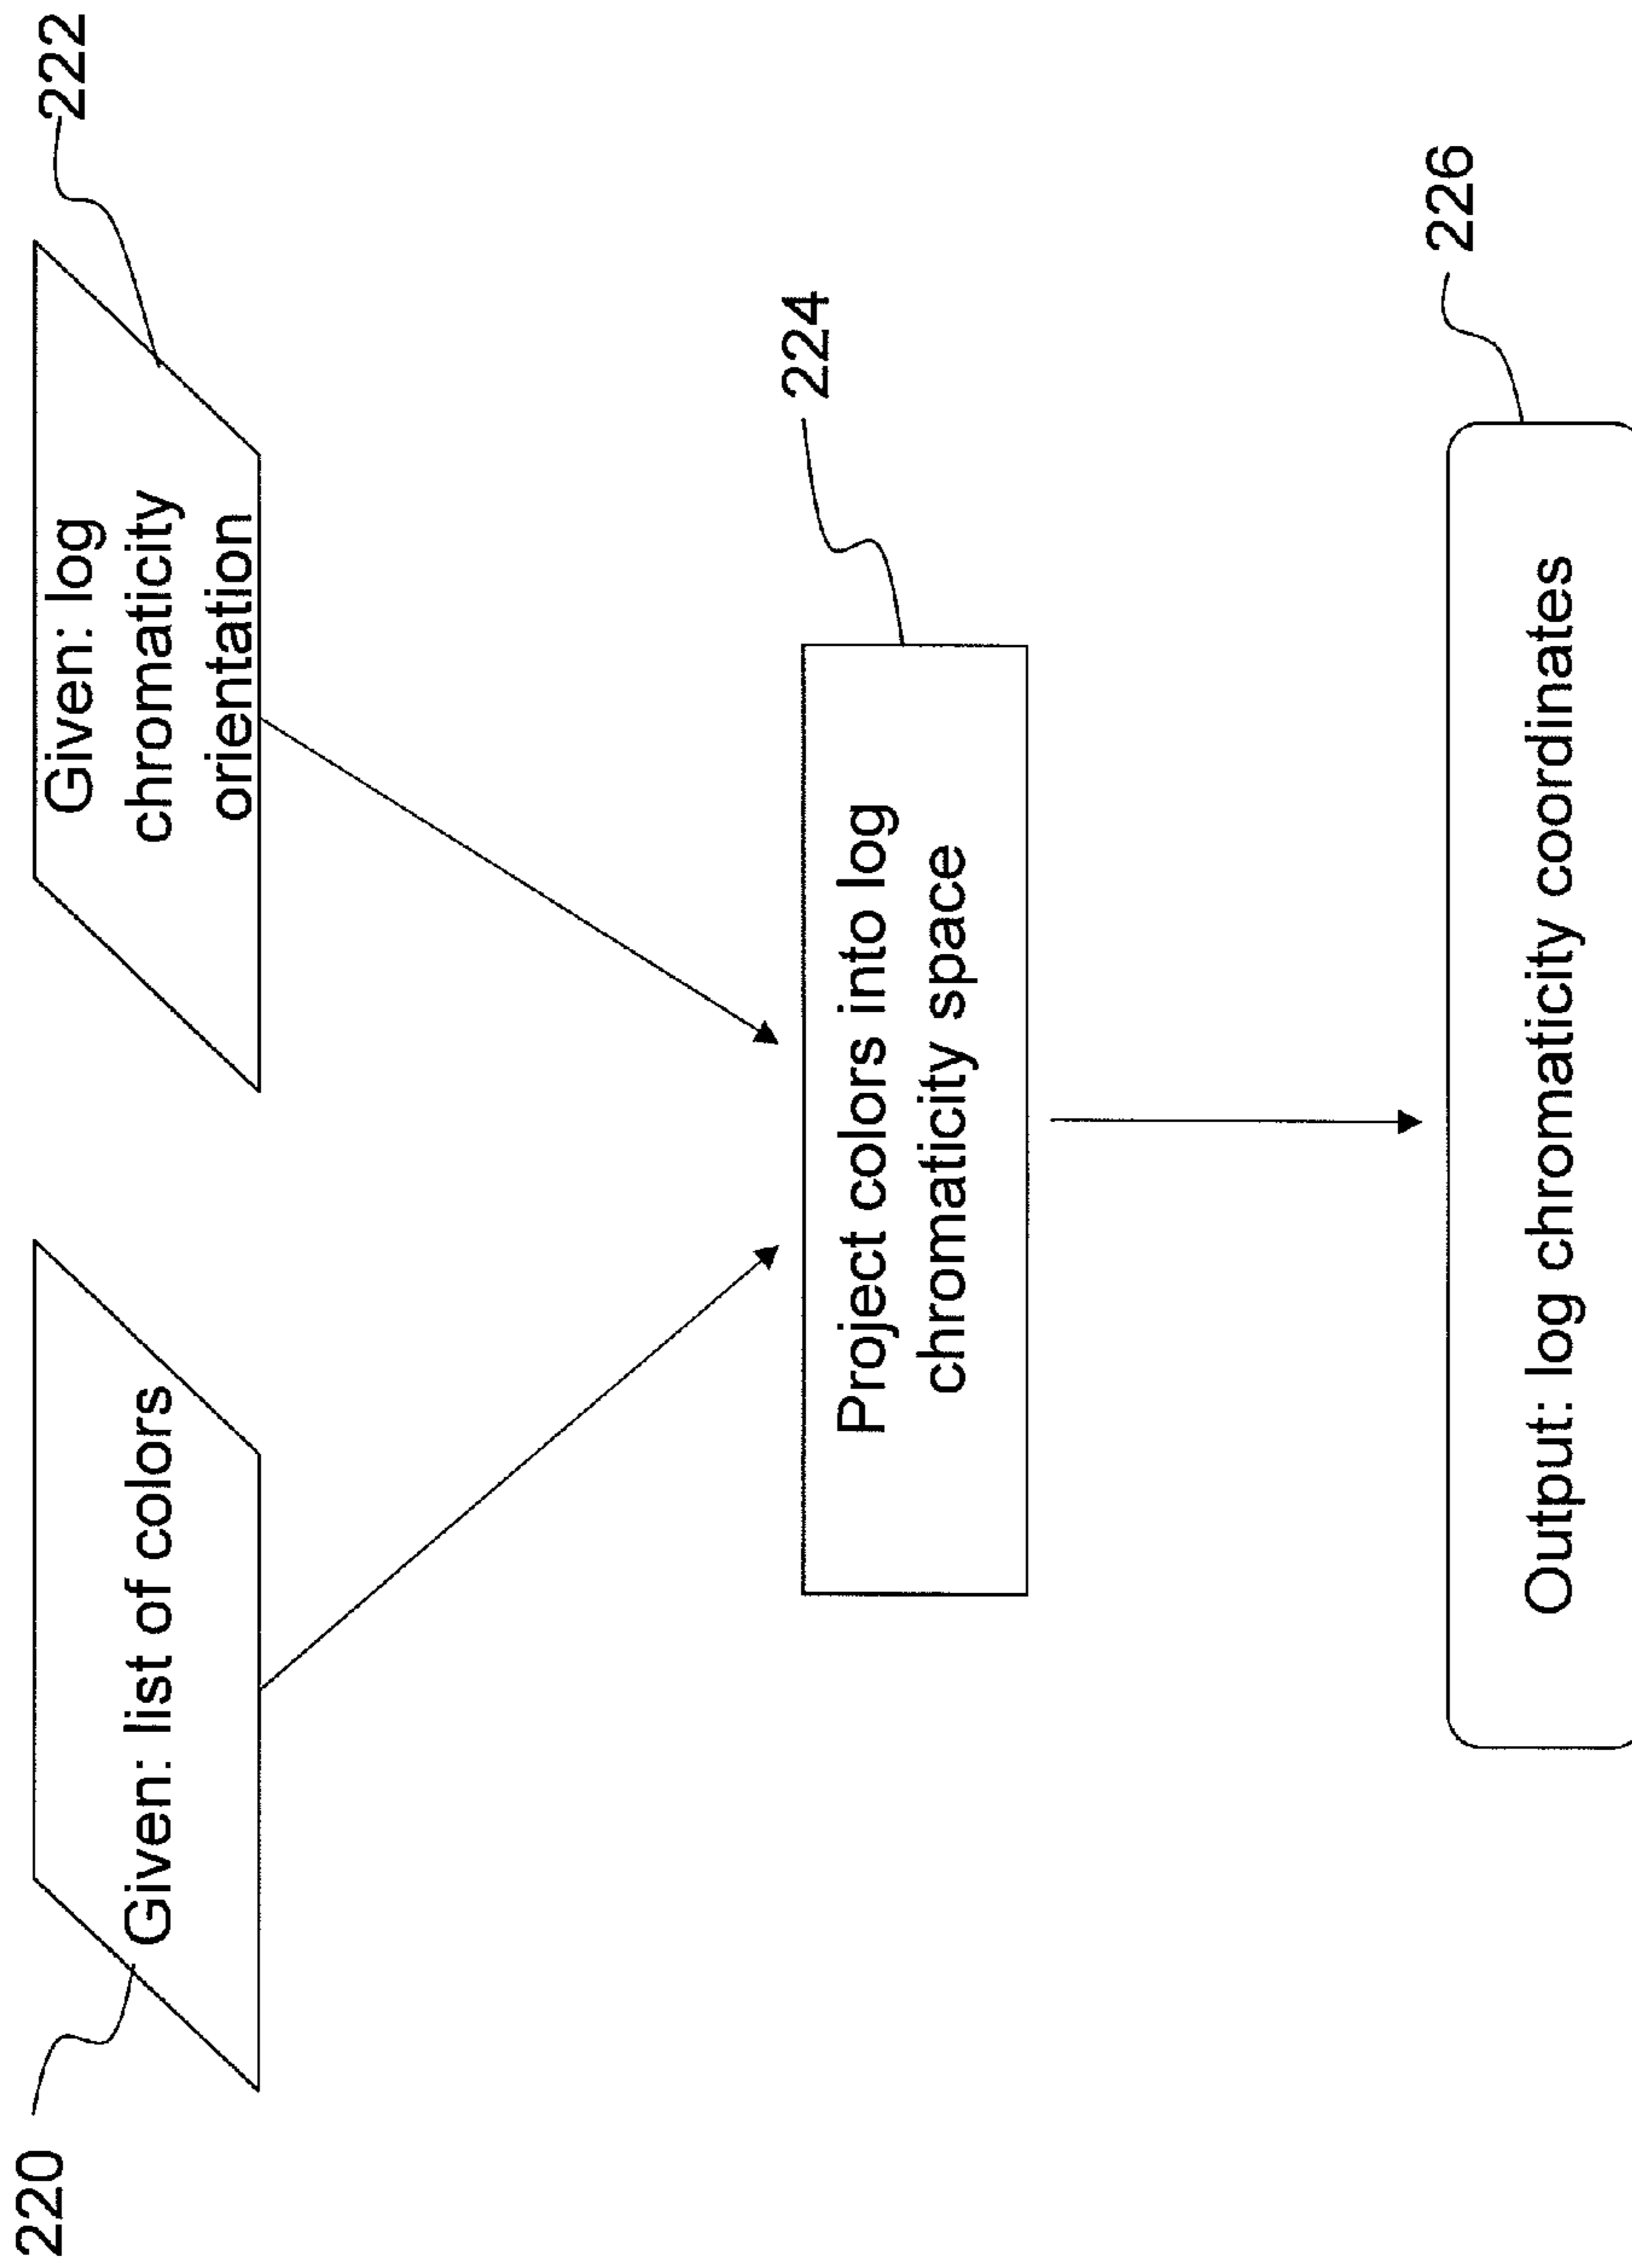 220
Given: list of colors
Given: log
chromaticity
orientation
222
Project colors into log
chromaticity space
224
Output: log chromaticity coordinates
226